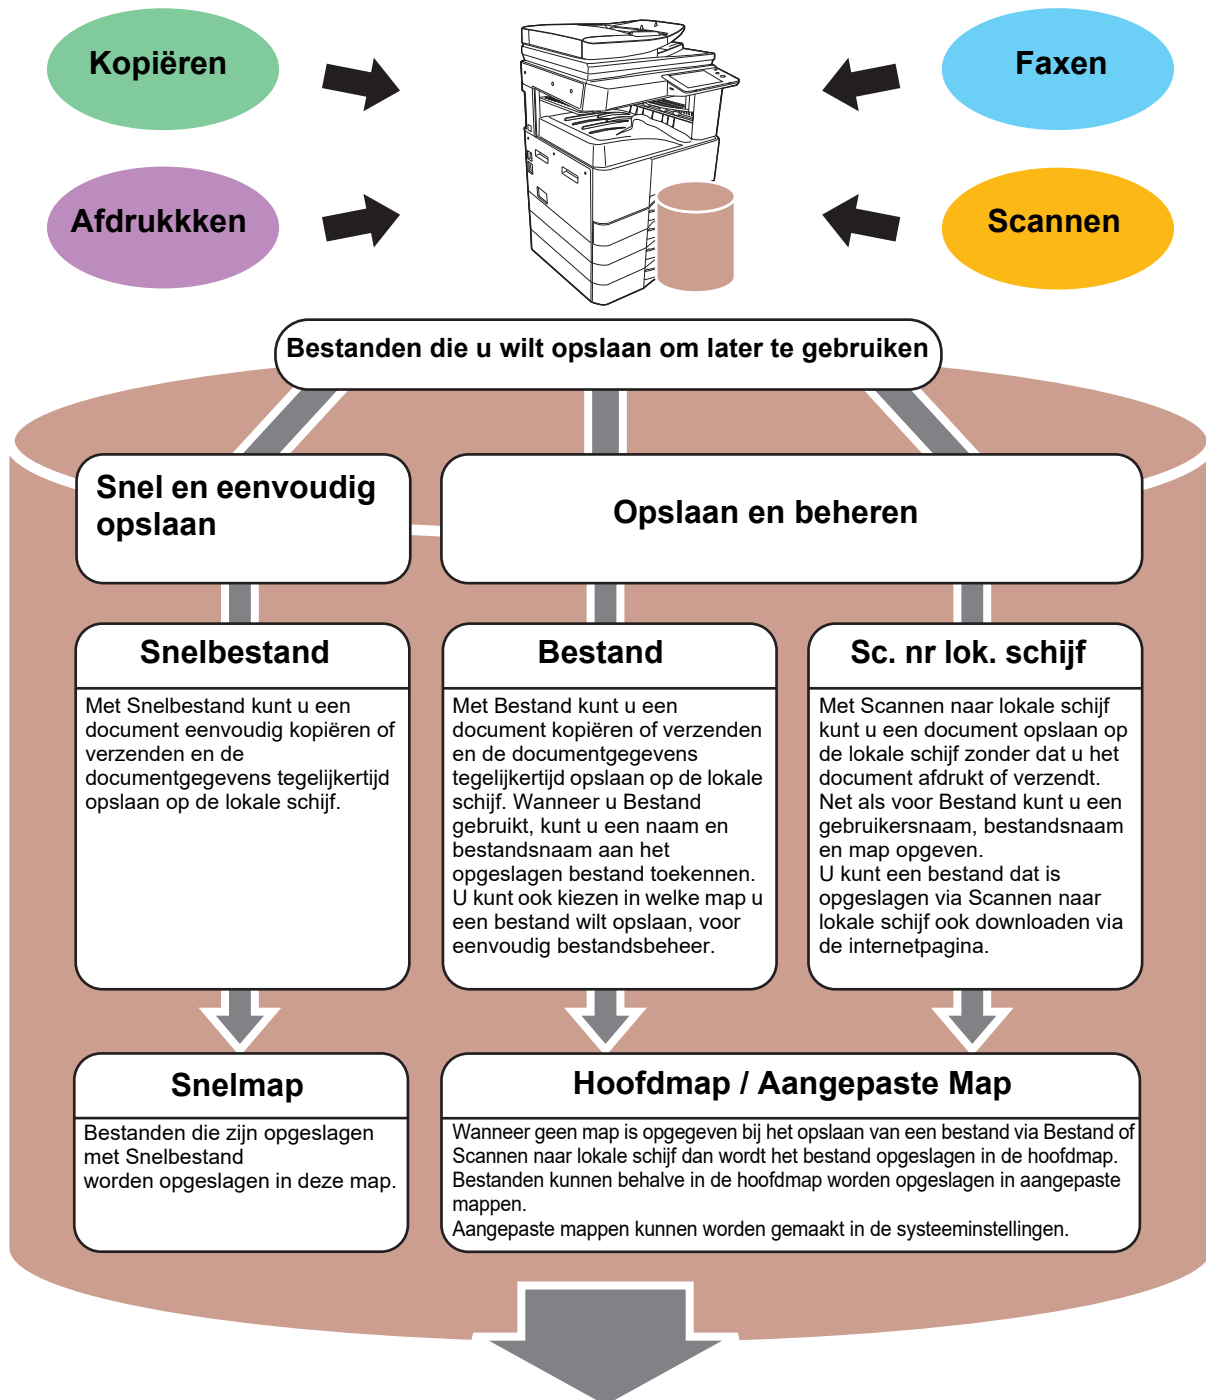 Kopiëren
Faxen
Afdrukkken
Scannen
Bestanden die u wilt opslaan om later te gebruiken
Snel en eenvoudig
opslaan
Opslaan en beheren
Snelbestand
Met Snelbestand kunt u een
document eenvoudig kopiëren of
verzenden en de
documentgegevens tegelijkertijd
opslaan op de lokale schijf.
Bestand
Met Bestand kunt u een
document kopiëren of verzenden
en de documentgegevens
tegelijkertijd opslaan op de lokale
schijf. Wanneer u Bestand
gebruikt, kunt u een naam en
bestandsnaam aan het
opgeslagen bestand toekennen.
U kunt ook kiezen in welke map u
een bestand wilt opslaan, voor
eenvoudig bestandsbeheer.
Sc. nr lok. schijf
Met Scannen naar lokale schijf
kunt u een document opslaan op
de lokale schijf zonder dat u het
document afdrukt of verzendt.
Net als voor Bestand kunt u een
gebruikersnaam, bestandsnaam
en map opgeven.
U kunt een bestand dat is
opgeslagen via Scannen naar
lokale schijf ook downloaden via
de internetpagina.
Snelmap
Bestanden die zijn opgeslagen
met Snelbestand
worden opgeslagen in deze map.
Hoofdmap / Aangepaste Map
Wanneer geen map is opgegeven bij het opslaan van een bestand via Bestand of
Scannen naar lokale schijf dan wordt het bestand opgeslagen in de hoofdmap.
Bestanden kunnen behalve in de hoofdmap worden opgeslagen in aangepaste
mappen.
Aangepaste mappen kunnen worden gemaakt in de systeeminstellingen.